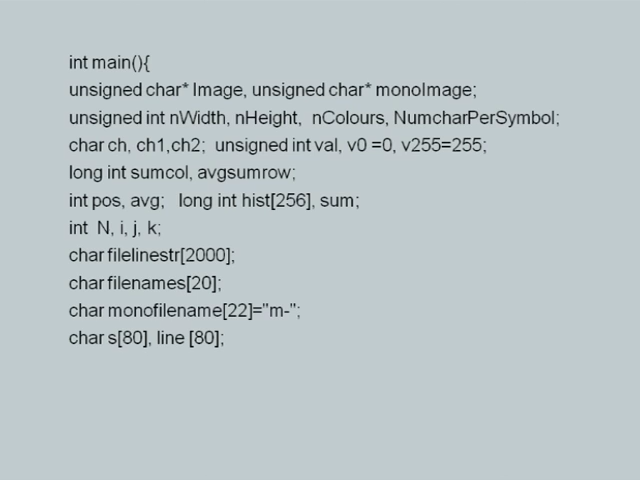 int main(){
unsigned char* Image, unsigned char* monoImage;
unsigned int nWidth, nHeight, nColours, NumcharPerSymbol;
char ch, ch1,ch2; unsigned int val, v0 =0, v255=255;
long int sumcol, avgsumrow;
int pos, avg; long int hist[256], sum;
int N, i, j, k;
char filelinestr[2000];
char filenames[20];
char monofilename[22]="m-";
char s[80], line [80];